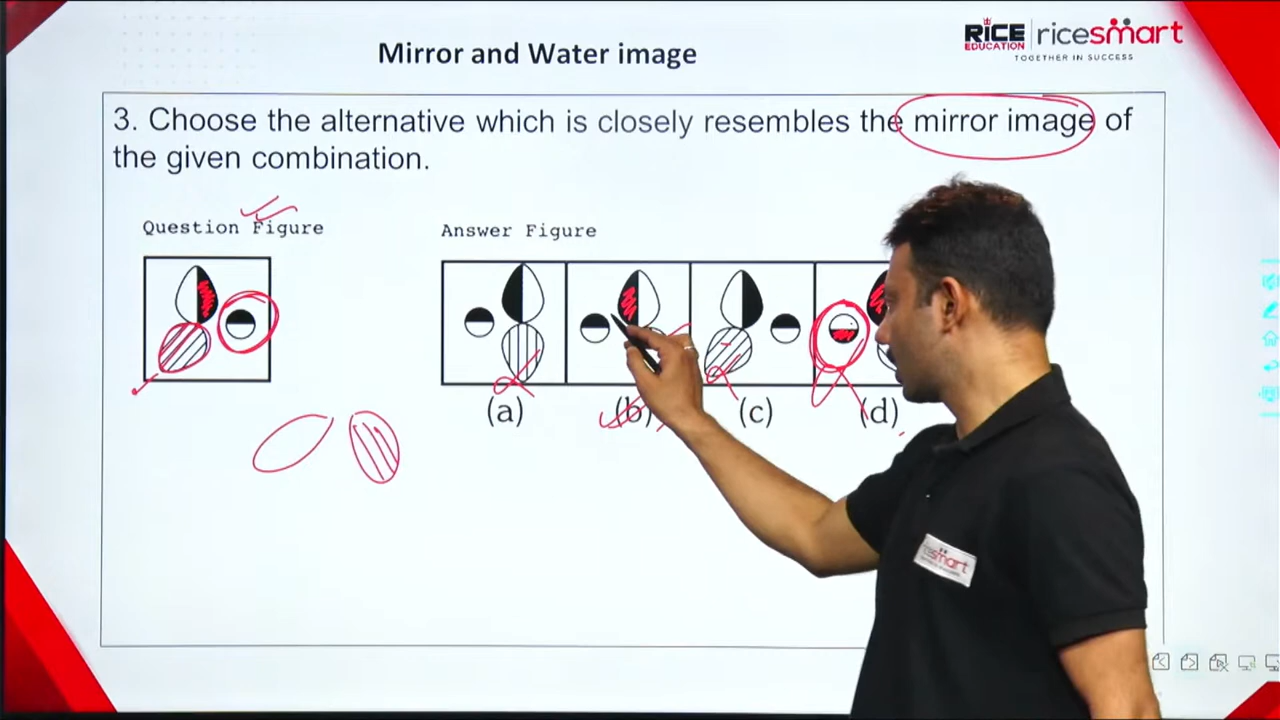 Mirror and Water image
RICE
EDUCATION
ricesmart
TOGETHER IN SUCCESS
3. Choose the alternative which is closely resembles the mirror image of
the given combination.
Question Figure
Answer Figure
(a)
(b)
(c)
(d)
ricesmart